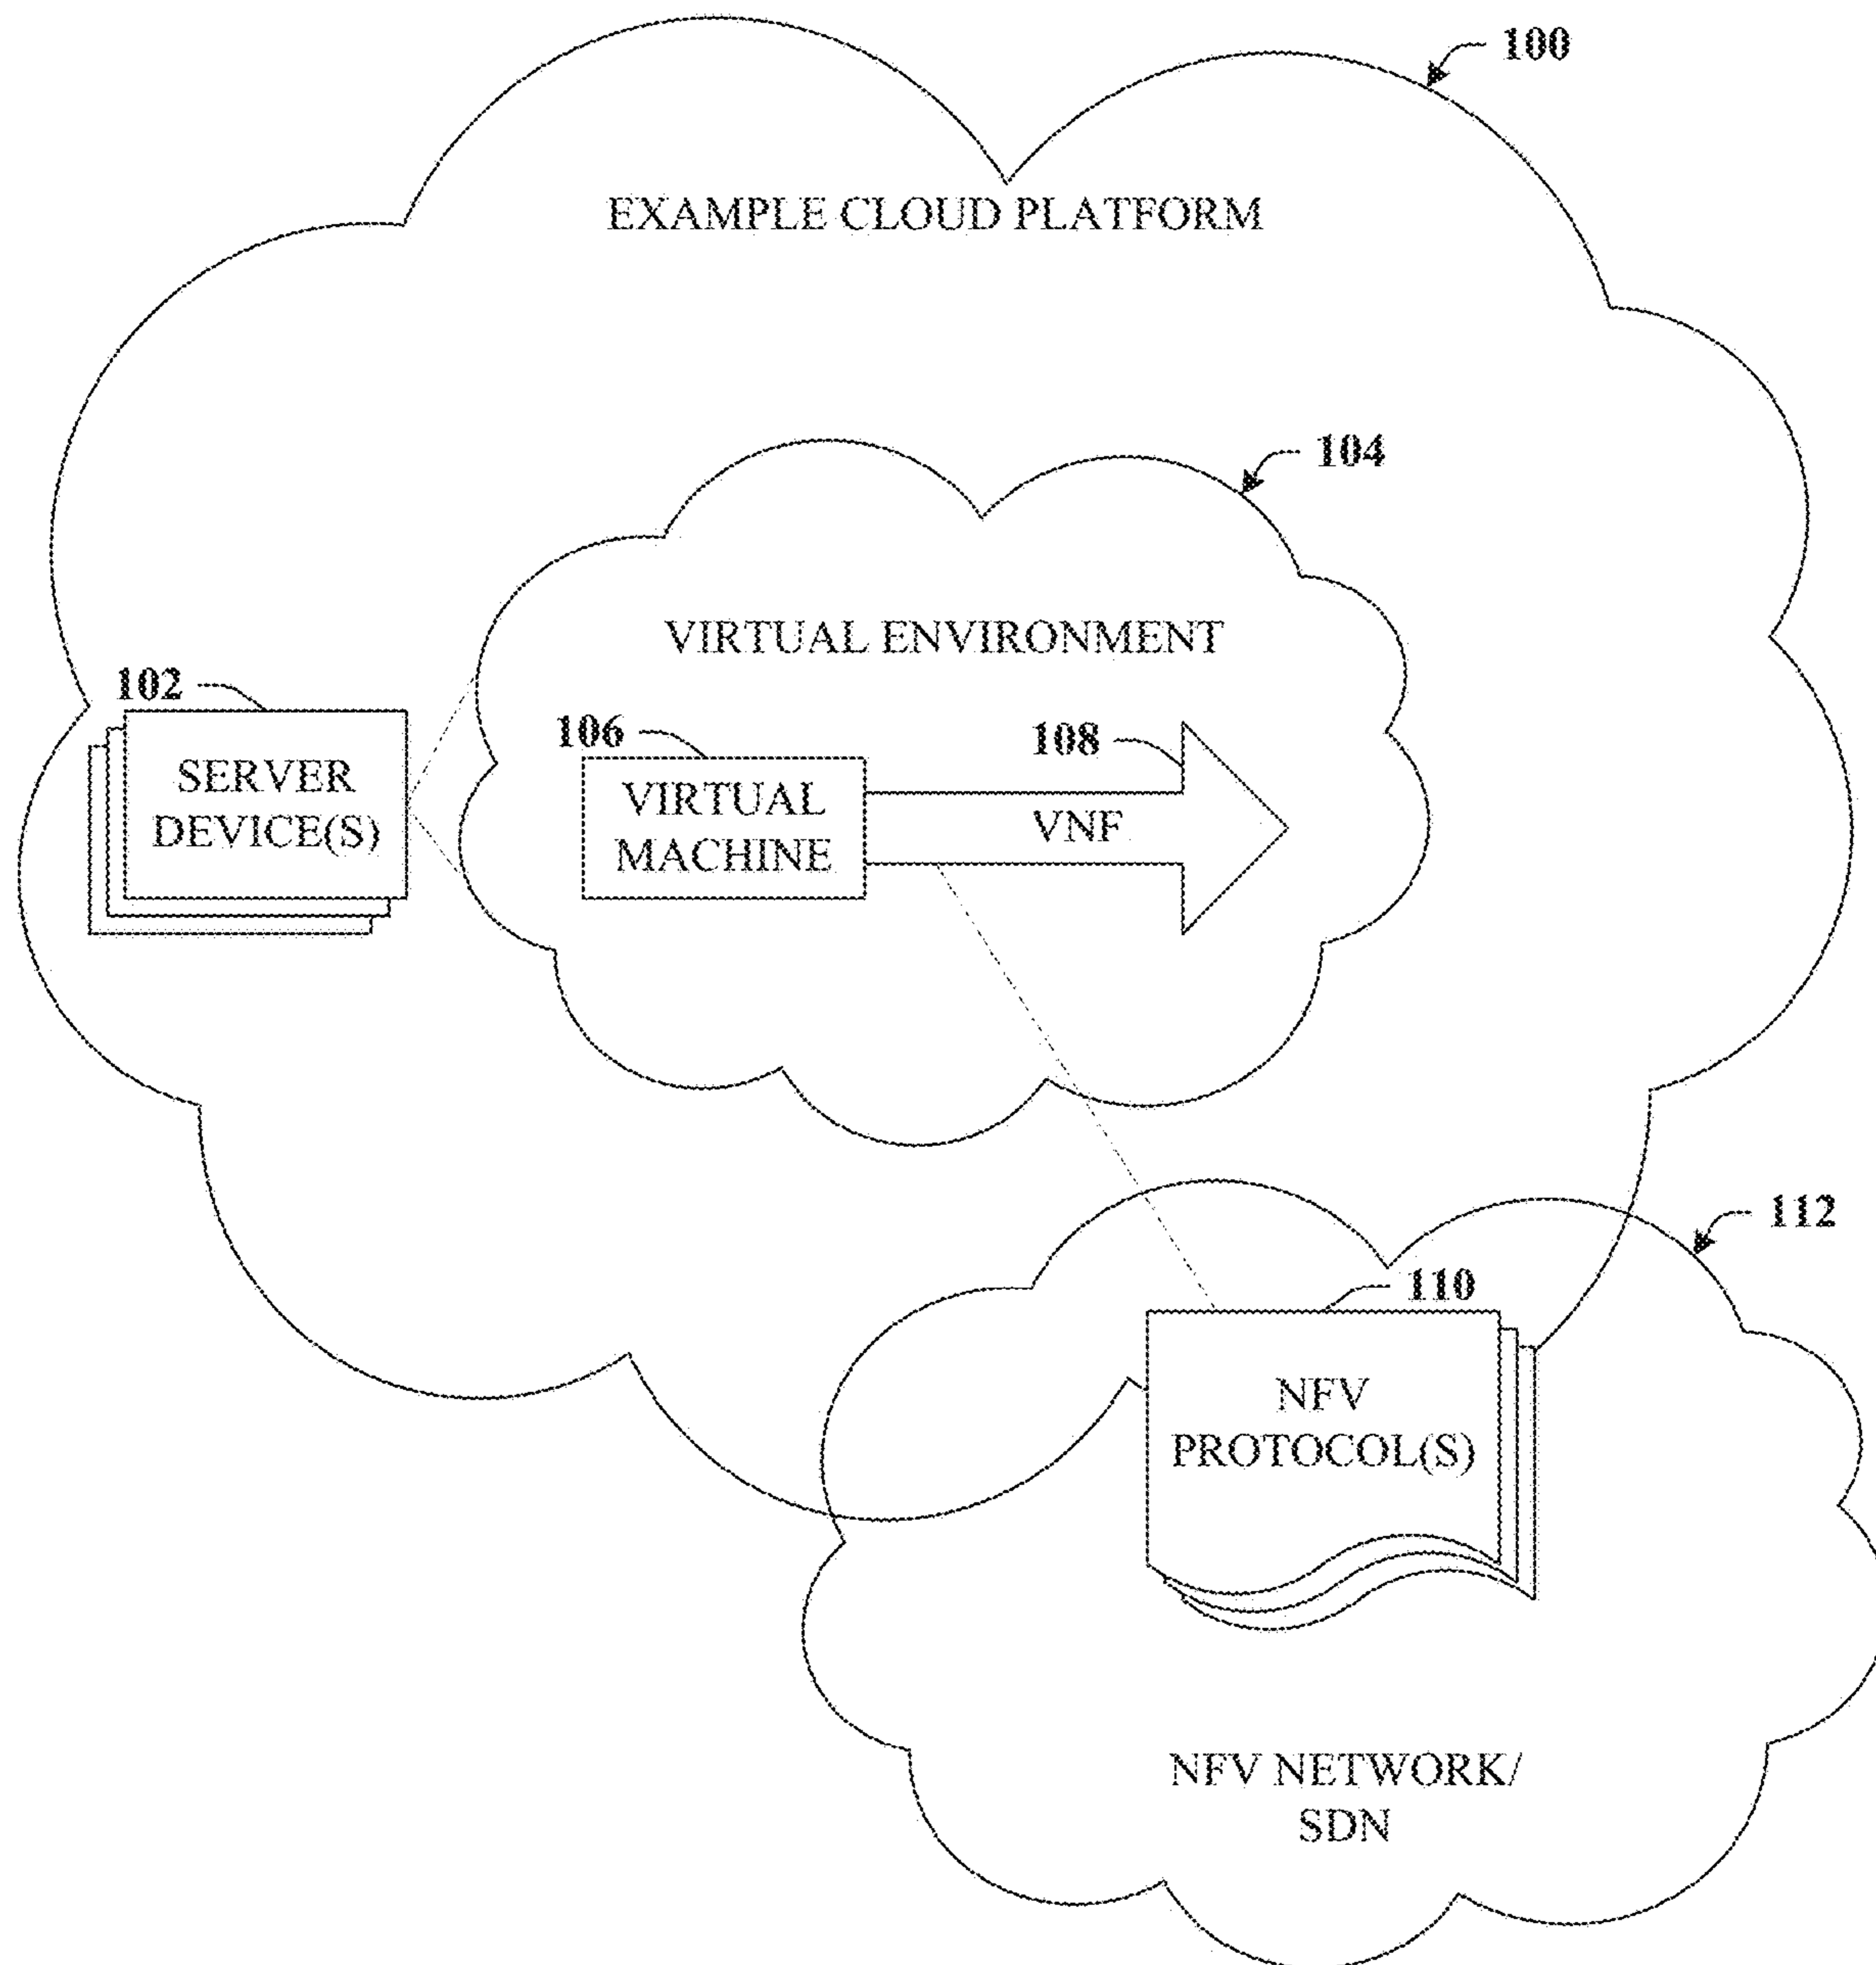 100
EXAMPLE CLOUD PLATFORM
104
VIRTUAL ENVIRONMENT
102
SERVER
DEVICE(S)
106
VIRTUAL
MACHINE
108
VNF
112
110
NFV
PROTOCOL(S)
NFV NETWORK/
SDN